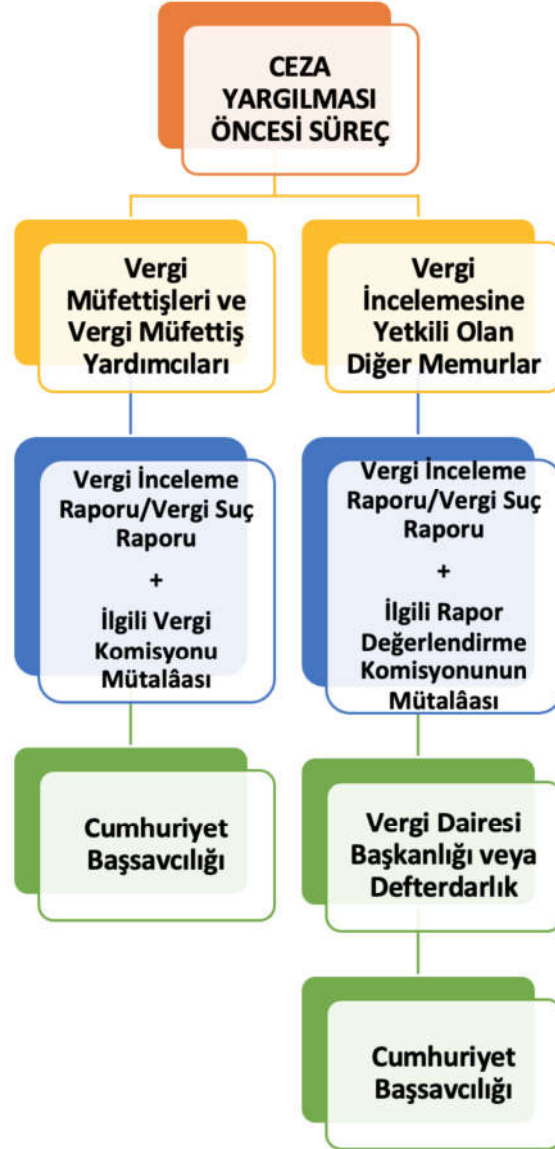 CEZA
YARGILMASI
ÖNCESİ SÜREÇ
Vergi
Müfettişleri ve
Vergi Müfettiş
Yardımcıları
Vergi İnceleme
Raporu/Vergi Suç
Raporu
+
İlgili Vergi
Komisyonu
Mütalâası
Cumhuriyet
Başsavcılığı
Vergi
İncelemesine
Yetkili Olan
Diğer Memurlar
Vergi İnceleme
Raporu/Vergi Suç
Raporu
+
İlgili Rapor
Değerlendirme
Komisyonunun
Mütalâası
Vergi Dairesi
Başkanlığı veya
Defterdarlık
Cumhuriyet
Başsavcılığı